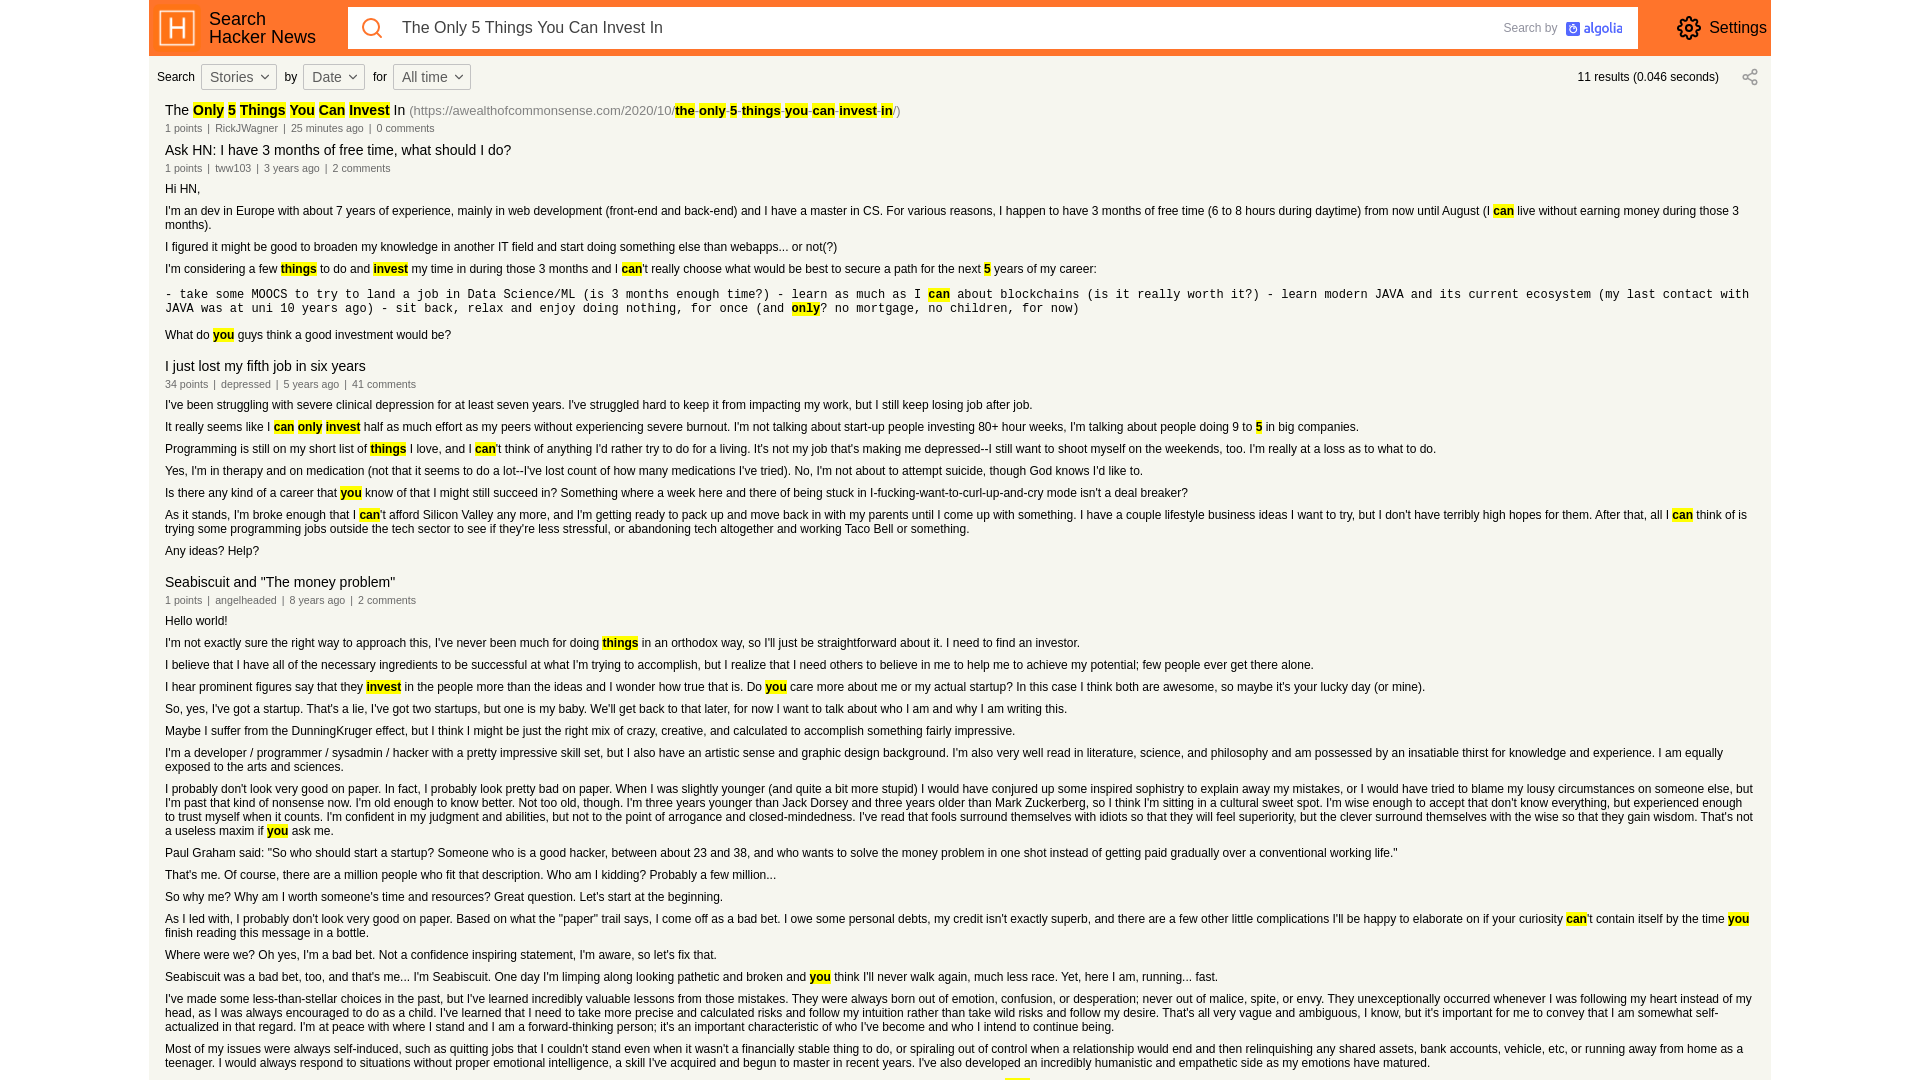 Search
Hacker News
The Only 5 Things You Can Invest In
Search by algolia
Settings
Search Stories by Date for All time
11 results (0.046 seconds)
The Only 5 Things You Can Invest In (https://awealthofcommonsense.com/2020/10/the-only-5-things-you-can-invest-in/)
1 points | RickJWagner | 25 minutes ago | 0 comments
Ask HN: I have 3 months of free time, what should I do?
1 points | tww103 | 3 years ago | 2 comments
Hi HN,
I'm an dev in Europe with about 7 years of experience, mainly in web development (front-end and back-end) and I have a master in CS. For various reasons, I happen to have 3 months of free time (6 to 8 hours during daytime) from now until August (I can live without earning money during those 3
months).
I figured it might be good to broaden my knowledge in another IT field and start doing something else than webapps... or not(?)
I'm considering a few things to do and invest my time in during those 3 months and I can't really choose what would be best to secure a path for the next 5 years of my career:
- take some MOOCS to try to land a job in Data Science/ML (is 3 months enough time?) - learn as much as I can about blockchains (is it really worth it?) - learn modern JAVA and its current ecosystem (my last contact with
JAVA was at uni 10 years ago) - sit back, relax and enjoy doing nothing, for once (and only? no mortgage, no children, for now)
What do you guys think a good investment would be?
I just lost my fifth job in six years
34 points | depressed | 5 years ago | 41 comments
I've been struggling with severe clinical depression for at least seven years. I've struggled hard to keep it from impacting my work, but I still keep losing job after job.
It really seems like I can only invest half as much effort as my peers without experiencing severe burnout. I'm not talking about start-up people investing 80+ hour weeks, I'm talking about people doing 9 to 5 in big companies.
Programming is still on my short list of things I love, and I can't think of anything I'd rather try to do for a living. It's not my job that's making me depressed--I still want to shoot myself on the weekends, too. I'm really at a loss as to what to do.
Yes, I'm in therapy and on medication (not that it seems to do a lot--I've lost count of how many medications I've tried). No, I'm not about to attempt suicide, though God knows I'd like to.
Is there any kind of a career that you know of that I might still succeed in? Something where a week here and there of being stuck in I-fucking-want-to-curl-up-and-cry mode isn't a deal breaker?
As it stands, I'm broke enough that I can't afford Silicon Valley any more, and I'm getting ready to pack up and move back in with my parents until I come up with something. I have a couple lifestyle business ideas I want to try, but I don't have terribly high hopes for them. After that, all I can think of is
trying some programming jobs outside the tech sector to see if they're less stressful, or abandoning tech altogether and working Taco Bell or something.
Any ideas? Help?
Seabiscuit and "The money problem"
1 points | angelheaded | 8 years ago | 2 comments
Hello world!
I'm not exactly sure the right way to approach this, I've never been much for doing things in an orthodox way, so I'll just be straightforward about it. I need to find an investor.
I believe that I have all of the necessary ingredients to be successful at what I'm trying to accomplish, but I realize that I need others to believe in me to help me to achieve my potential; few people ever get there alone.
I hear prominent figures say that they invest in the people more than the ideas and I wonder how true that is. Do you care more about me or my actual startup? In this case I think both are awesome, so maybe it's your lucky day (or mine).
So, yes, I've got a startup. That's a lie, I've got two startups, but one is my baby. We'll get back to that later, for now I want to talk about who I am and why I am writing this.
Maybe I suffer from the DunningKruger effect, but I think I might be just the right mix of crazy, creative, and calculated to accomplish something fairly impressive.
I'm a developer / programmer / sysadmin / hacker with a pretty impressive skill set, but I also have an artistic sense and graphic design background. I'm also very well read in literature, science, and philosophy and am possessed by an insatiable thirst for knowledge and experience. I am equally
exposed to the arts and sciences.
I probably don't look very good on paper. In fact, I probably look pretty bad on paper. When I was slightly younger (and quite a bit more stupid) I would have conjured up some inspired sophistry to explain away my mistakes, or I would have tried to blame my lousy circumstances on someone else, but
I'm past that kind of nonsense now. I'm old enough to know better. Not too old, though. I'm three years younger than Jack Dorsey and three years older than Mark Zuckerberg, so I think I'm sitting in a cultural sweet spot. I'm wise enough to accept that don't know everything, but experienced enough
to trust myself when it counts. I'm confident in my judgment and abilities, but not to the point of arrogance and closed-mindedness. I've read that fools surround themselves with idiots so that they will feel superiority, but the clever surround themselves with the wise so that they gain wisdom. That's not
a useless maxim if you ask me.
Paul Graham said: "So who should start a startup? Someone who is a good hacker, between about 23 and 38, and who wants to solve the money problem in one shot instead of getting paid gradually over a conventional working life."
That's me. Of course, there are a million people who fit that description. Who am I kidding? Probably a few million...
So why me? Why am I worth someone's time and resources? Great question. Let's start at the beginning.
As I led with, I probably don't look very good on paper. Based on what the "paper" trail says, I come off as a bad bet. I owe some personal debts, my credit isn't exactly superb, and there are a few other little complications I'll be happy to elaborate on if your curiosity can't contain itself by the time you
finish reading this message in a bottle.
Where were we? Oh yes, I'm a bad bet. Not a confidence inspiring statement, I'm aware, so let's fix that.
Seabiscuit was a bad bet, too, and that's me... I'm Seabiscuit. One day I'm limping along looking pathetic and broken and you think I'll never walk again, much less race. Yet, here I am, running... fast.
I've made some less-than-stellar choices in the past, but I've learned incredibly valuable lessons from those mistakes. They were always born out of emotion, confusion, or desperation; never out of malice, spite, or envy. They unexceptionally occurred whenever I was following my heart instead of my
head, as I was always encouraged to do as a child. I've learned that I need to take more precise and calculated risks and follow my intuition rather than take wild risks and follow my desire. That's all very vague and ambiguous, I know, but it's important for me to convey that I am somewhat self-
actualized in that regard. I'm at peace with where I stand and I am a forward-thinking person; it's an important characteristic of who I've become and who I intend to continue being.
Most of my issues were always self-induced, such as quitting jobs that I couldn't stand even when it wasn't a financially stable thing to do, or spiraling out of control when a relationship would end and then relinquishing any shared assets, bank accounts, vehicle, etc, or running away from home as a
teenager. I would always respond to situations without proper emotional intelligence, a skill I've acquired and begun to master in recent years. I've also developed an incredibly humanistic and empathetic side as my emotions have matured.